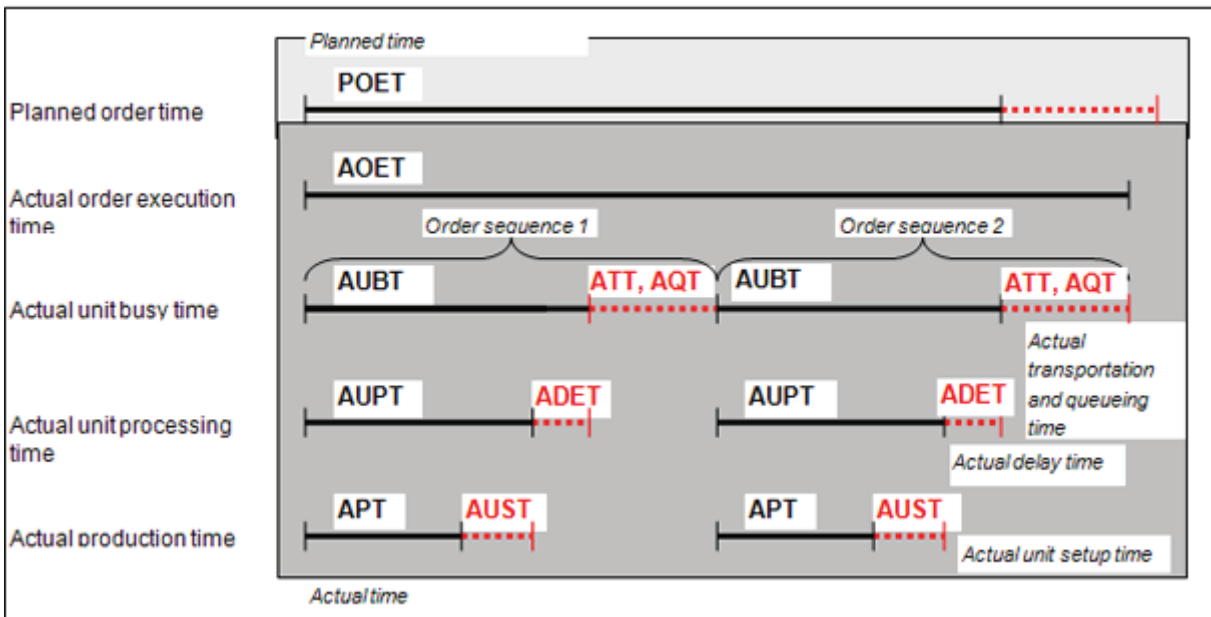 Planned time
POET
Planned order time
AOET
Actual order execution
time
Order sequence 1
Order sequence 2
AUBT
ATT, AQT
AUBT
ATT, AQT
Actual unit busy time
Actual
transportation
and queueing
time
AUPT
ADET
AUPT
ADET
Actual unit processing
time
Actual delay time
APT
AUST
APT
AUST
Actual production time
Actual unit setup time
Actual time